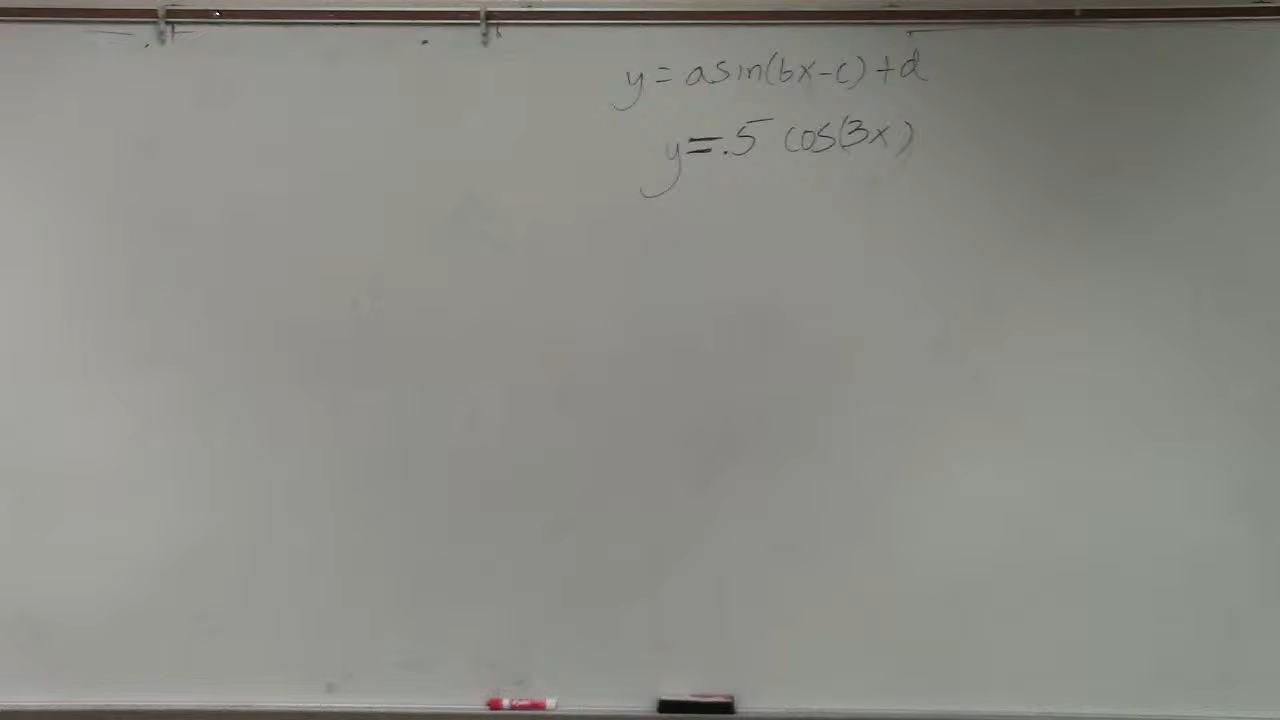 y = a sin(bx-c) + d
y = .5 cos(3x)